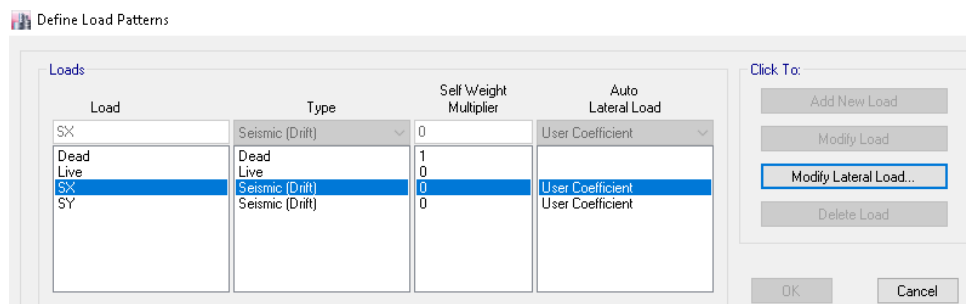 Define Load Patterns
Loads
Click To:
Load
Type
Self Weight
Multiplier
Auto
Lateral Load
SX Seismic (Drift) 0 User Coefficient
Dead Dead 1
Live Live 0
SX Seismic (Drift) 0 User Coefficient
SY Seismic (Drift) 0 User Coefficient
Add New Load
Modify Load
Modify Lateral Load...
Delete Load
OK
Cancel